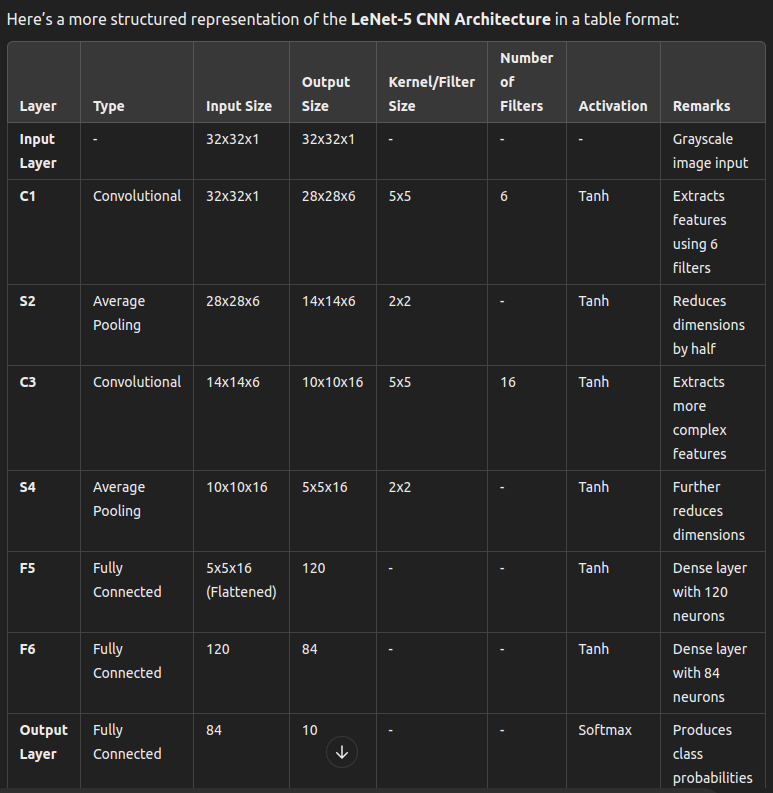 Here's a more structured representation of the LeNet-5 CNN Architecture in a table format:
Layer Type Input Size Output Size Kernel/Filter Size Number of Filters Activation Remarks
Input Layer - 32x32x1 32x32x1 - - - Grayscale image input
C1 Convolutional 32x32x1 28x28x6 5x5 6 Tanh Extracts features using 6 filters
S2 Average Pooling 28x28x6 14x14x6 2x2 - Tanh Reduces dimensions by half
C3 Convolutional 14x14x6 10x10x16 5x5 16 Tanh Extracts more complex features
S4 Average Pooling 10x10x16 5x5x16 2x2 - Tanh Further reduces dimensions
F5 Fully Connected 5x5x16 (Flattened) 120 - - Tanh Dense layer with 120 neurons
F6 Fully Connected 120 84 - - Tanh Dense layer with 84 neurons
Output Layer Fully Connected 84 10 - - Softmax Produces class probabilities